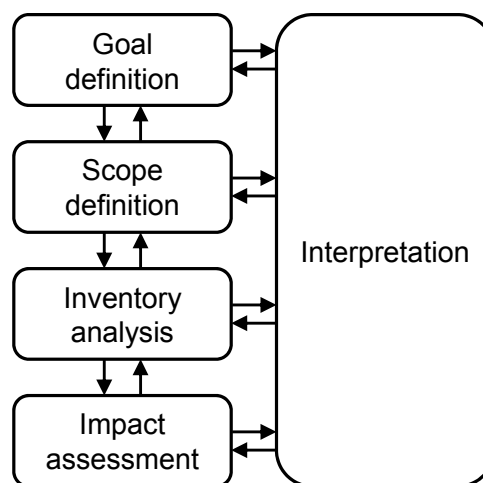 Goal
definition
Scope
definition
Inventory
analysis
Impact
assessment
Interpretation